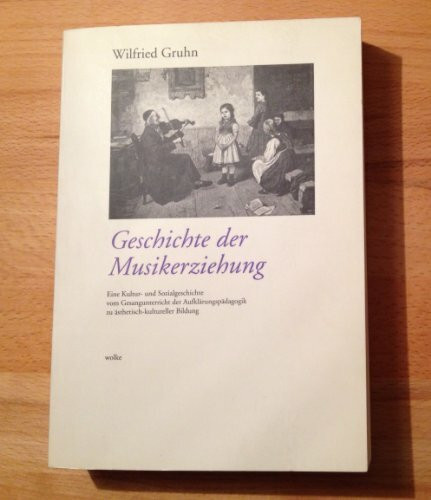 Wilfried Gruhn
Geschichte der
Musikerziehung
Eine Kultur- und Sozialgeschichte
vom Gesangunterricht der Aufklärungspädagogik
zu ästhetisch-kultureller Bildung
wolke